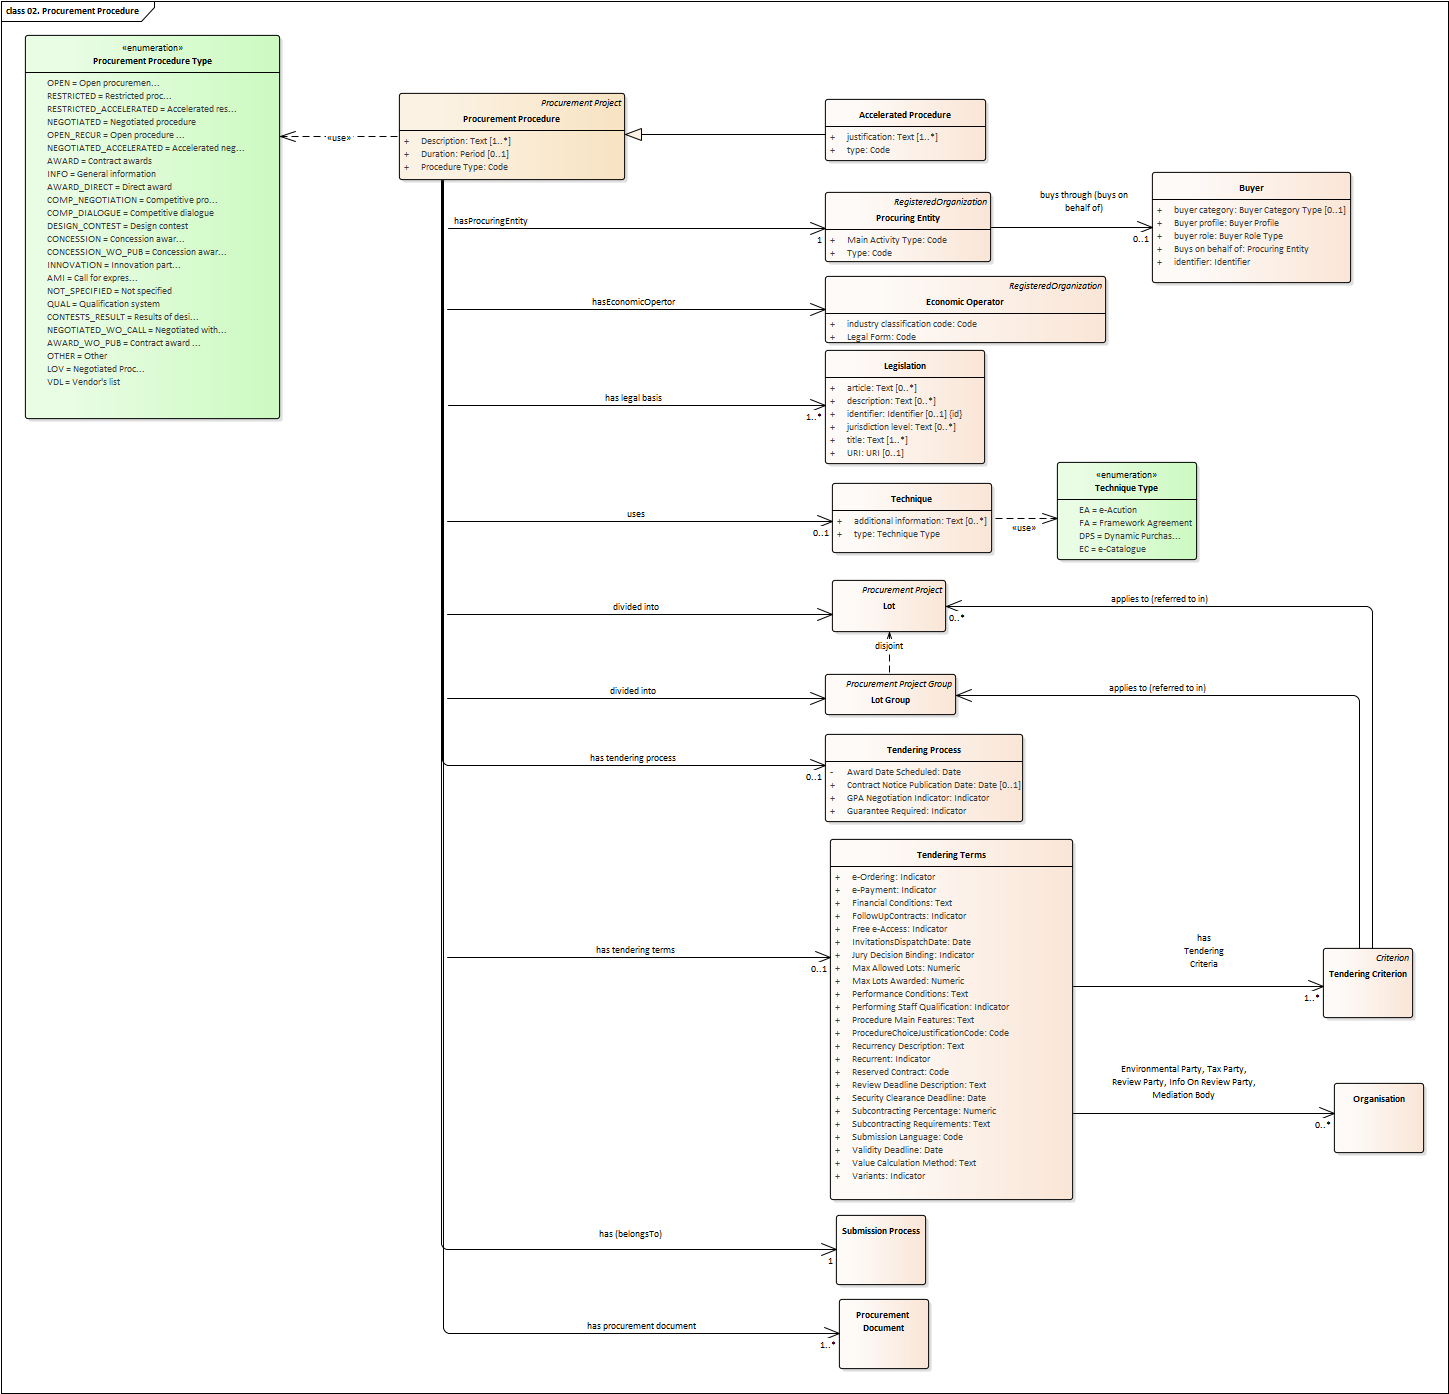 class 02. Procurement Procedure
«enumeration»
Procurement Procedure Type
OPEN = Open procuremen...
RESTRICTED = Restricted proc...
RESTRICTED_ACCELERATED = Accelerated res...
NEGOTIATED = Negotiated procedure
OPEN_RECUR = Open procedure ...
NEGOTIATED_ACCELERATED = Accelerated neg...
AWARD = Contract awards
INFO = General information
AWARD_DIRECT = Direct award
COMP_NEGOTIATION = Competitive pro...
COMP_DIALOGUE = Competitive dialogue
DESIGN_CONTEST = Design contest
CONCESSION = Concession awar...
CONCESSION_WO_PUB = Concession awar...
INNOVATION = Innovation part...
AMI = Call for expres...
NOT_SPECIFIED = Not specified
QUAL = Qualification system
CONTESTS_RESULT = Results of desi...
NEGOTIATED_WO_CALL = Negotiated with...
AWARD_WO_PUB = Contract award ...
OTHER = Other
LOV = Negotiated Proc...
VDL = Vendor's list
«use»
Procurement Project
Procurement Procedure
+ Description: Text [1..*]
+ Duration: Period [0..1]
+ Procedure Type: Code
Accelerated Procedure
+ justification: Text [1..*]
+ type: Code
hasProcuringEntity
1
RegisteredOrganization
Procuring Entity
+ Main Activity Type: Code
+ Type: Code
buys through (buys on
behalf of)
0..1
Buyer
+ buyer category: Buyer Category Type [0..1]
+ Buyer profile: Buyer Profile
+ buyer role: Buyer Role Type
+ Buys on behalf of: Procuring Entity
+ identifier: Identifier
hasEconomicOpertor
RegisteredOrganization
Economic Operator
+ industry classification code: Code
+ Legal Form: Code
has legal basis
1..*
Legislation
+ article: Text [0..*]
+ description: Text [0..*]
+ identifier: Identifier [0..1] {id}
+ jurisdiction level: Text [0..*]
+ title: Text [1..*]
+ URI: URI [0..1]
uses
0..1
Technique
+ additional information: Text [0..*]
+ type: Technique Type
«use»
«enumeration»
Technique Type
EA = e-Acution
FA = Framework Agreement
DPS = Dynamic Purchas...
EC = e-Catalogue
divided into
Procurement Project
Lot
applies to (referred to in)
0..*
disjoint
divided into
Procurement Project Group
Lot Group
applies to (referred to in)
has tendering process
0..1
Tendering Process
- Award Date Scheduled: Date
+ Contract Notice Publication Date: Date [0..1]
+ GPA Negotiation Indicator: Indicator
+ Guarantee Required: Indicator
has tendering terms
0..1
Tendering Terms
+ e-Ordering: Indicator
+ e-Payment: Indicator
+ Financial Conditions: Text
+ FollowUpContracts: Indicator
+ Free e-Access: Indicator
+ InvitationsDispatchDate: Date
+ Jury Decision Binding: Indicator
+ Max Allowed Lots: Numeric
+ Max Lots Awarded: Numeric
+ Performance Conditions: Text
+ Performing Staff Qualification: Indicator
+ Procedure Main Features: Text
+ ProcedureChoiceJustificationCode: Code
+ Recurrency Description: Text
+ Recurrent: Indicator
+ Reserved Contract: Code
+ Review Deadline Description: Text
+ Security Clearance Deadline: Date
+ Subcontracting Percentage: Numeric
+ Subcontracting Requirements: Text
+ Submission Language: Code
+ Validity Deadline: Date
+ Value Calculation Method: Text
+ Variants: Indicator
has
Tendering
Criteria
1..*
Criterion
Tendering Criterion
Environmental Party, Tax Party,
Review Party, Info On Review Party,
Mediation Body
0..*
Organisation
has (belongsTo)
1
Submission Process
has procurement document
1..*
Procurement
Document